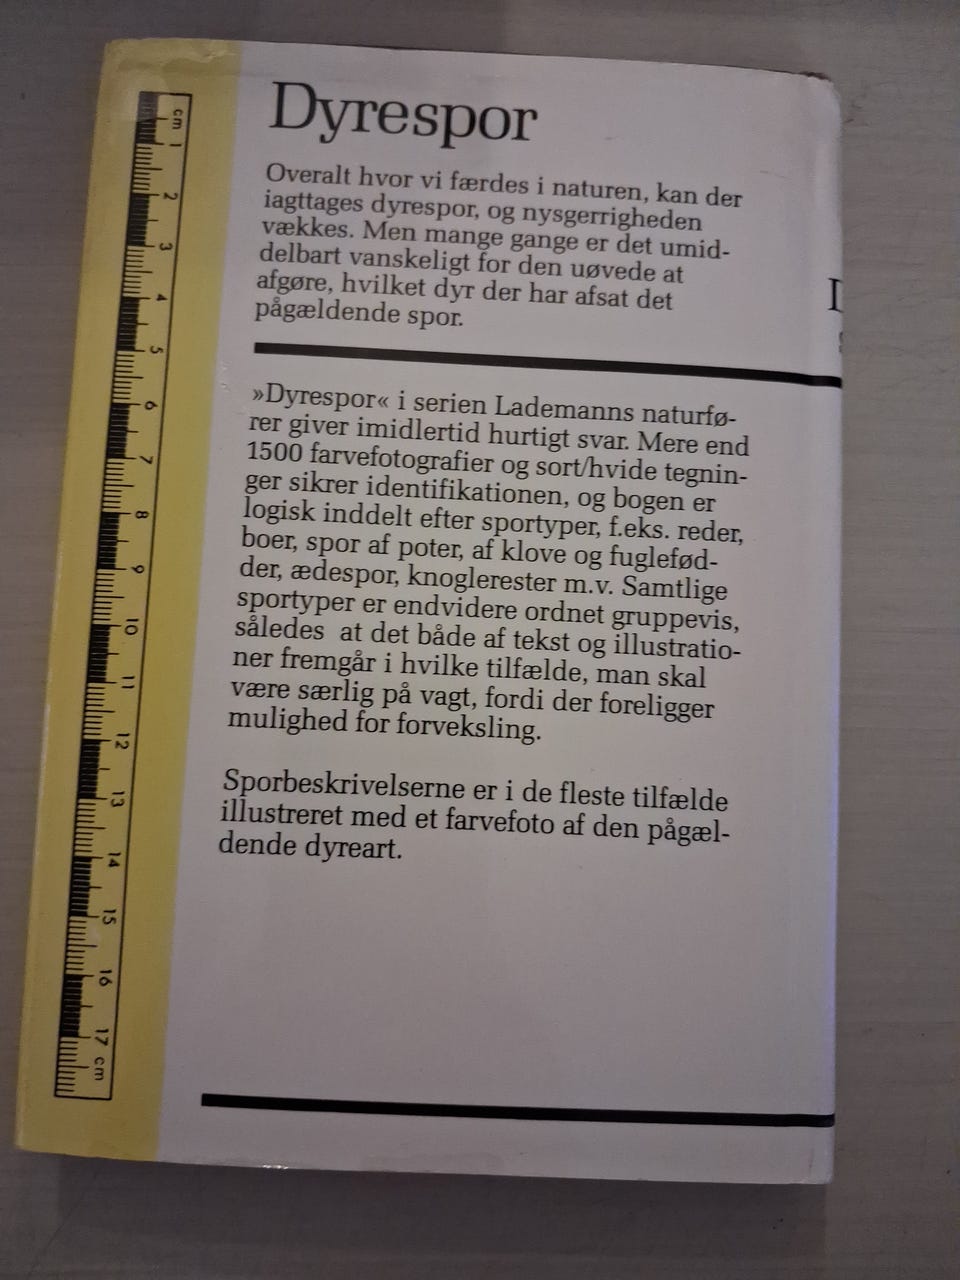 Dyrespor
Overalt hvor vi færdes i naturen, kan der
iagttages dyrespor, og nysgerrigheden
vækkes. Men mange gange er det umid-
delbart vanskeligt for den uøvede at
afgøre, hvilket dyr der har afsat det
pågældende spor.
»Dyrespor« i serien Lademanns naturfø-
rer giver imidlertid hurtigt svar. Mere end
1500 farvefotografier og sort/hvide tegnin-
ger sikrer identifikationen, og bogen er
logisk inddelt efter sportyper, f.eks. reder,
boer, spor af poter, af klove og fuglefød-
der, ædespor, knoglerester m.v. Samtlige
sportyper er endvidere ordnet gruppevis,
således at det både af tekst og illustratio-
ner fremgår i hvilke tilfælde, man skal
være særlig på vagt, fordi der foreligger
mulighed for forveksling.
Sporbeskrivelserne er i de fleste tilfælde
illustreret med et farvefoto af den pågæl-
dende dyreart.
cm 1 2 3 4 5 6 7 8 9 10 11 12 13 14 15 16 17 cm